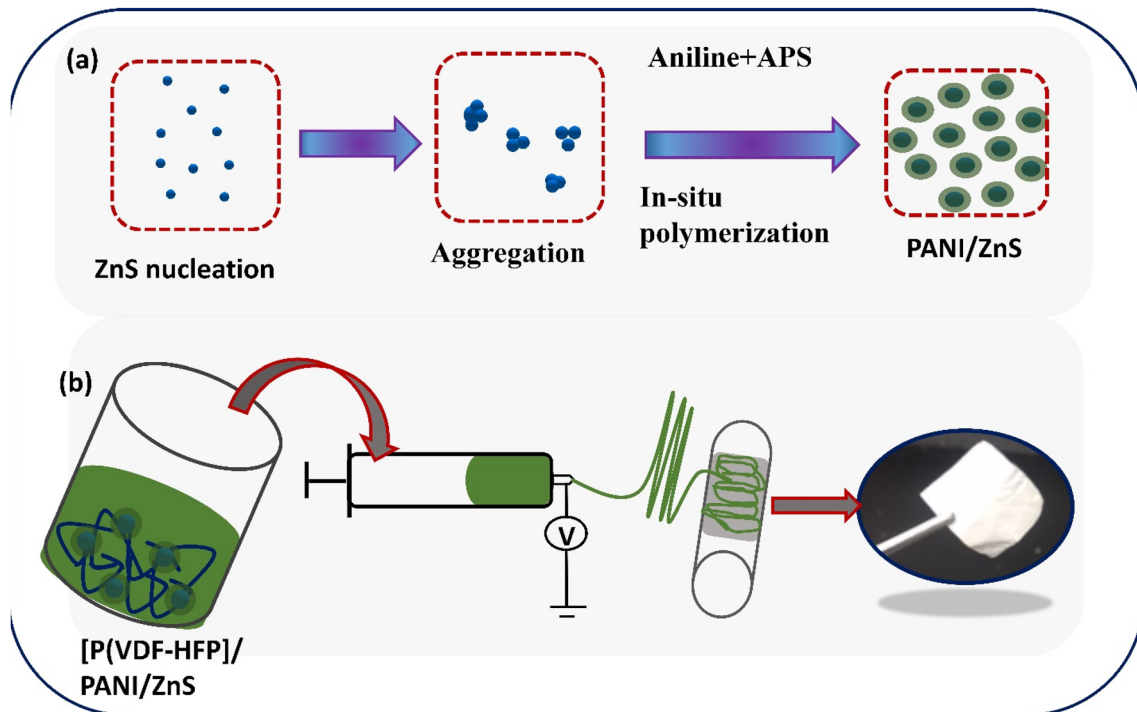 (a)
Aniline+APS
In-situ
polymerization
ZnS nucleation
Aggregation
PANI/ZnS
(b)
V
[P(VDF-HFP]/
PANI/ZnS